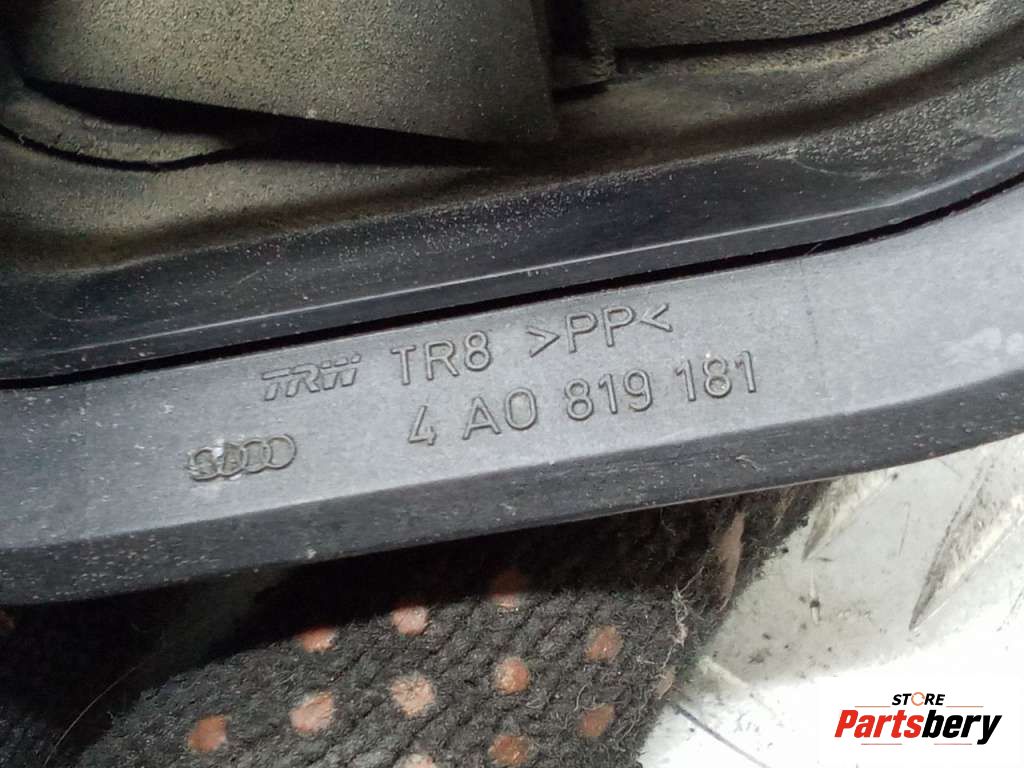 TRW TR8 >PP<
4 A0 819 181
STORE
Partsbery